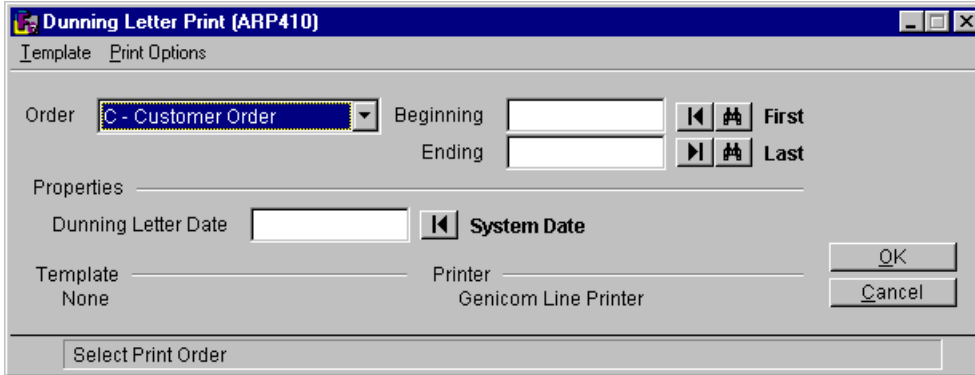 Dunning Letter Print (ARP410)
Template Print Options
Order C - Customer Order Beginning First
Ending Last
Properties
Dunning Letter Date System Date
OK
Template Printer
None Genicom Line Printer
Cancel
Select Print Order